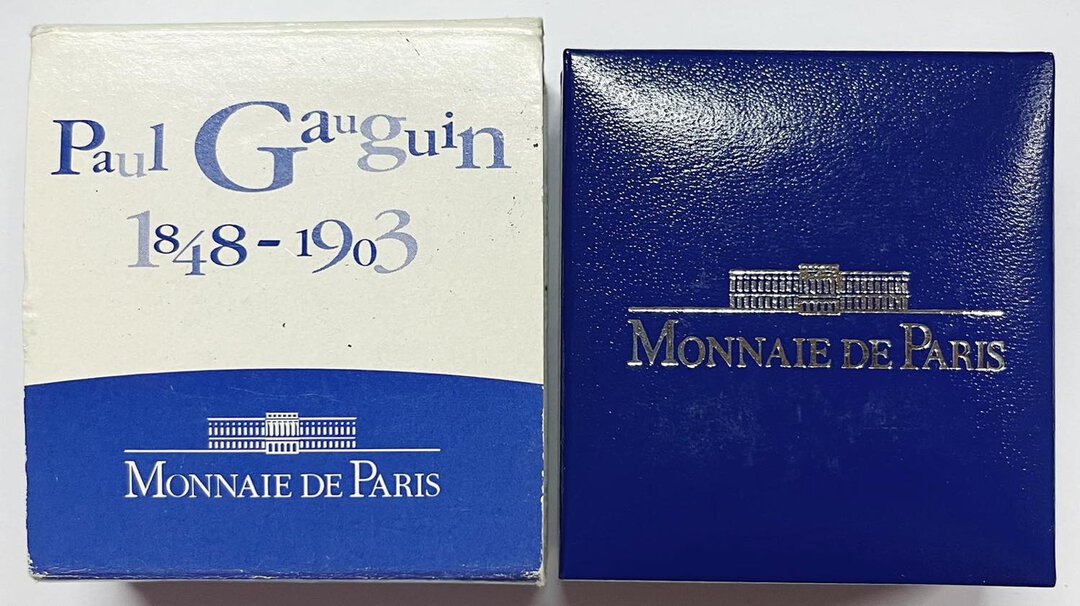 Paul Gauguin
1848-1903
MONNAIE DE PARIS
MONNAIE DE PARIS